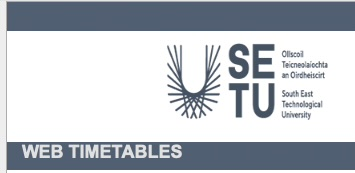 SE
TU
Ollscoil
Teicneolaíochta
an Oirdheiscirt
South East
Technological
University
WEB TIMETABLES